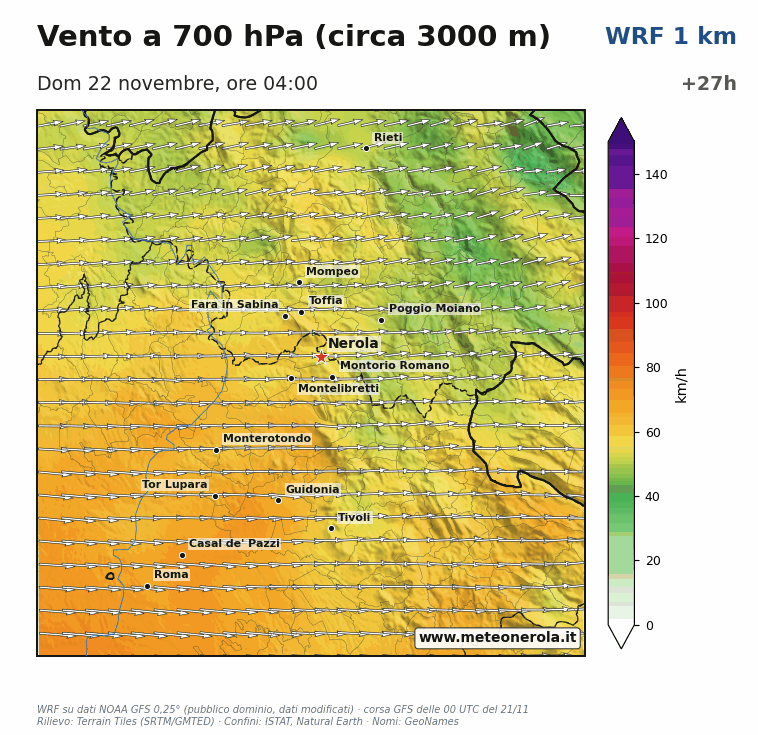 Vento a 700 hPa (circa 3000 m)
WRF 1 km
Dom 22 novembre, ore 04:00
+27h
Rieti
Mompeo
Toffia
Fara in Sabina
Poggio Moiano
Nerola
Montorio Romano
Montelibretti
Monterotondo
Tor Lupara
Guidonia
Tivoli
Casal de' Pazzi
Roma
www.meteonerola.it
140
120
100
80
60
40
20
0
km/h
WRF su dati NOAA GFS 0,25° (pubblico dominio, dati modificati) · corsa GFS delle 00 UTC del 21/11
Rilievo: Terrain Tiles (SRTM/GMTED) · Confini: ISTAT, Natural Earth · Nomi: GeoNames